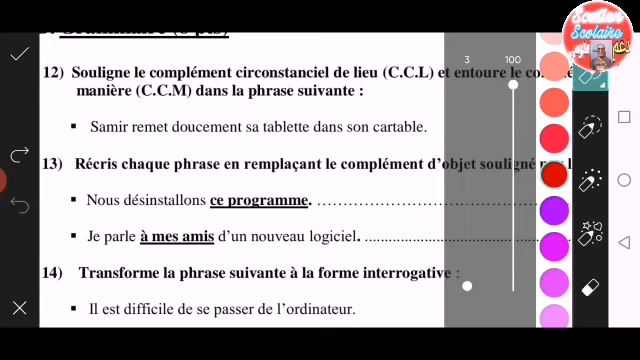 Soutien
Scolaire
3
100
12) Souligne le complément circonstanciel de lieu (C.C.L) et entoure le
manière (C.C.M) dans la phrase suivante :
▪ Samir remet doucement sa tablette dans son cartable.
13) Récris chaque phrase en remplaçant le complément d'objet souligné
▪ Nous désinstallons ce programme. ……………………………………
▪ Je parle à mes amis d'un nouveau logiciel. ..............................................
14) Transforme la phrase suivante à la forme interrogative :
▪ Il est difficile de se passer de l'ordinateur.